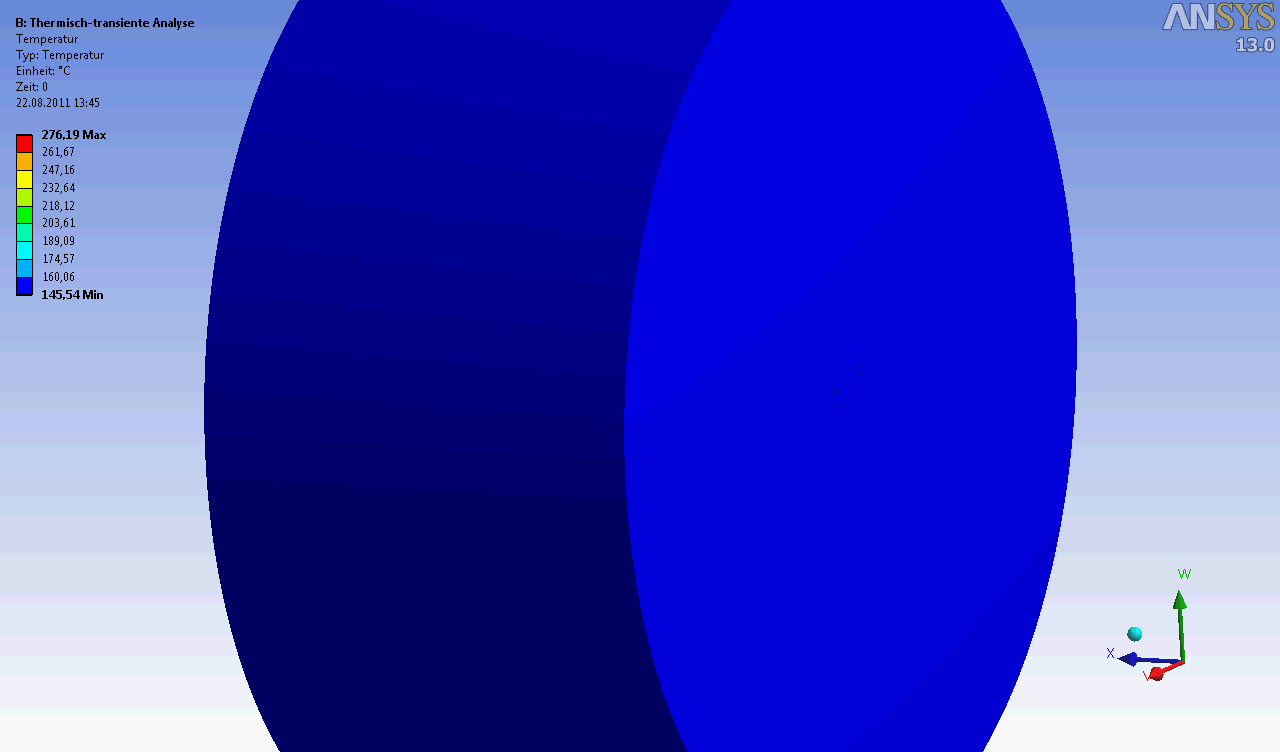 B: Thermisch-transiente Analyse
Temperatur
Typ: Temperatur
Einheit: °C
Zeit: 0
22.08.2011 13:45
276,19 Max
261,67
247,16
232,64
218,12
203,61
189,09
174,57
160,06
145,54 Min
ANSYS
13.0
W
X
V